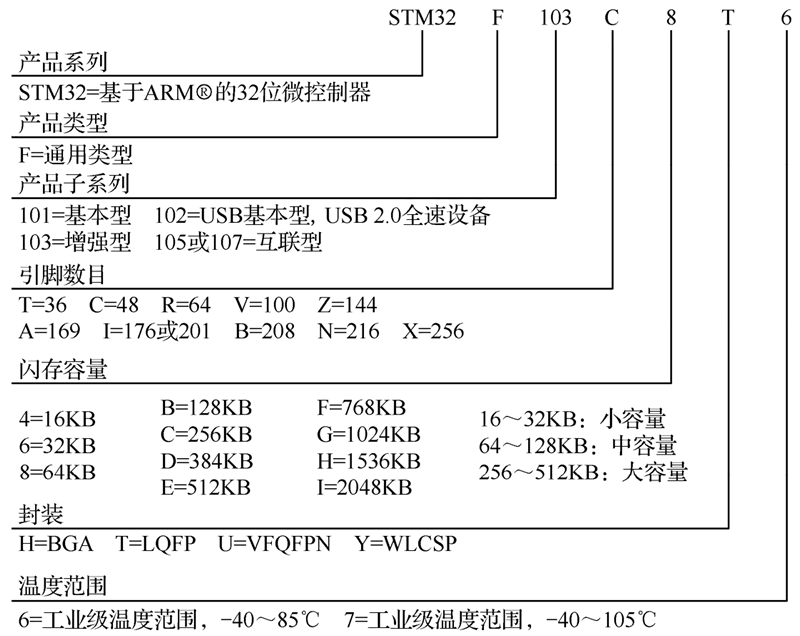 STM32 F 103 C 8 T 6
产品系列
STM32=基于ARM®的32位微控制器
产品类型
F=通用类型
产品子系列
101=基本型 102=USB基本型, USB 2.0全速设备
103=增强型 105或107=互联型
引脚数目
T=36 C=48 R=64 V=100 Z=144
A=169 I=176或201 B=208 N=216 X=256
闪存容量
4=16KB
6=32KB
8=64KB
B=128KB
C=256KB
D=384KB
E=512KB
F=768KB
G=1024KB
H=1536KB
I=2048KB
16～32KB：小容量
64～128KB：中容量
256～512KB：大容量
封装
H=BGA T=LQFP U=VFQFPN Y=WLCSP
温度范围
6=工业级温度范围，-40～85℃ 7=工业级温度范围，-40～105℃